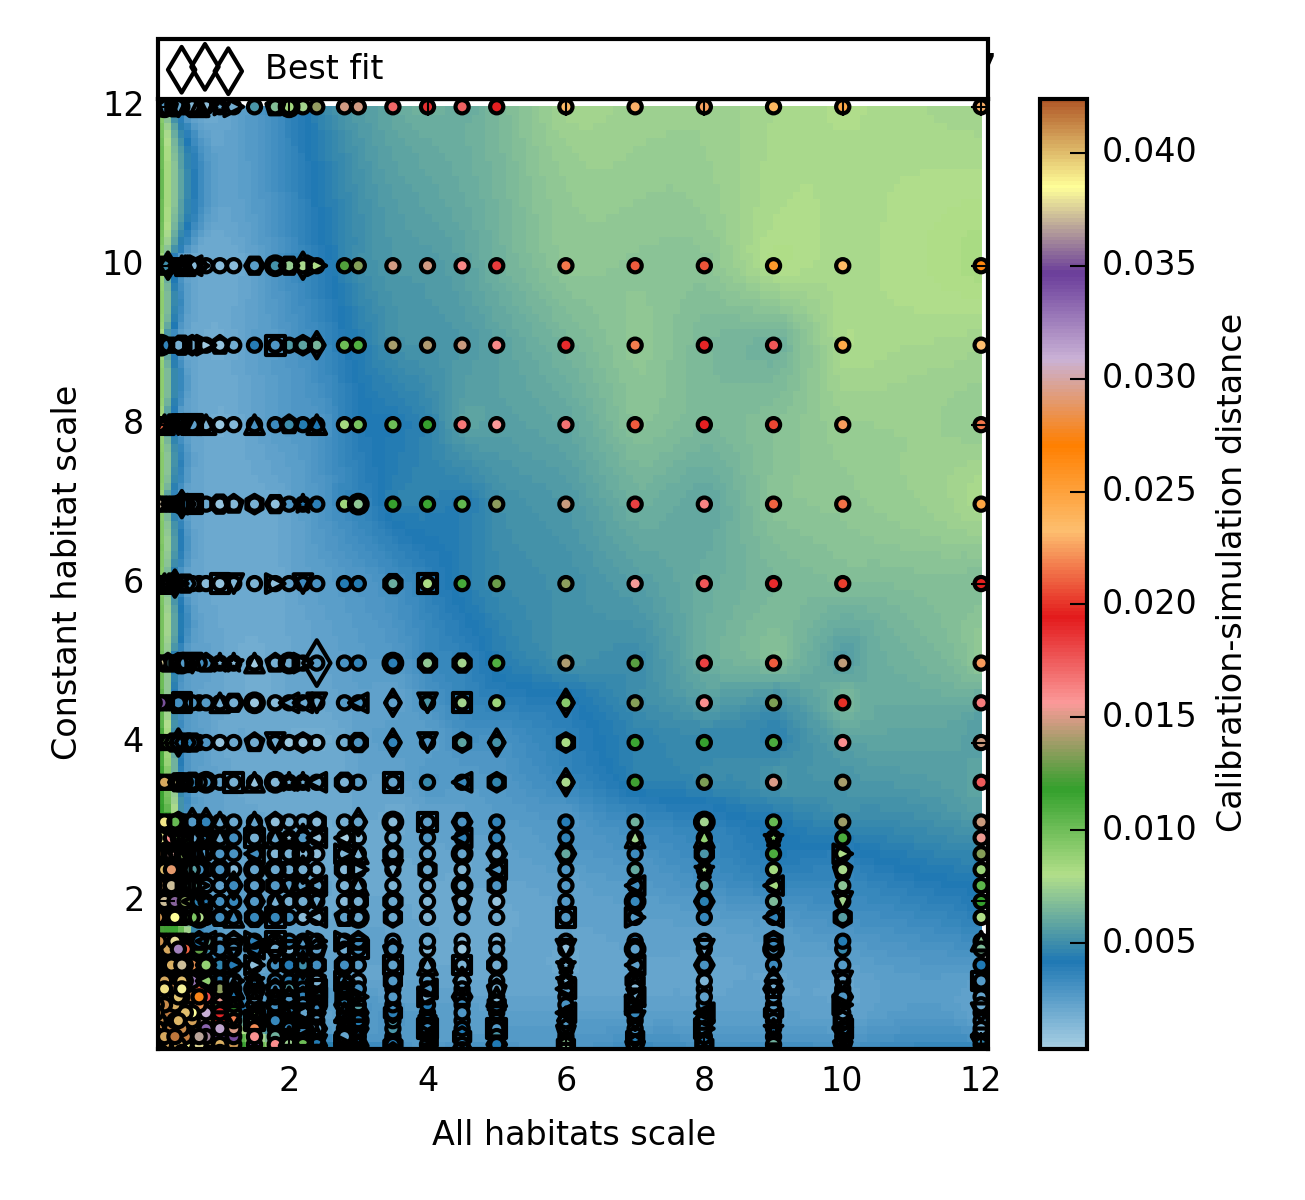 Best fit
12
10
8
6
4
2
2 4 6 8 10 12
All habitats scale
Constant habitat scale
0.040
0.035
0.030
0.025
0.020
0.015
0.010
0.005
Calibration-simulation distance